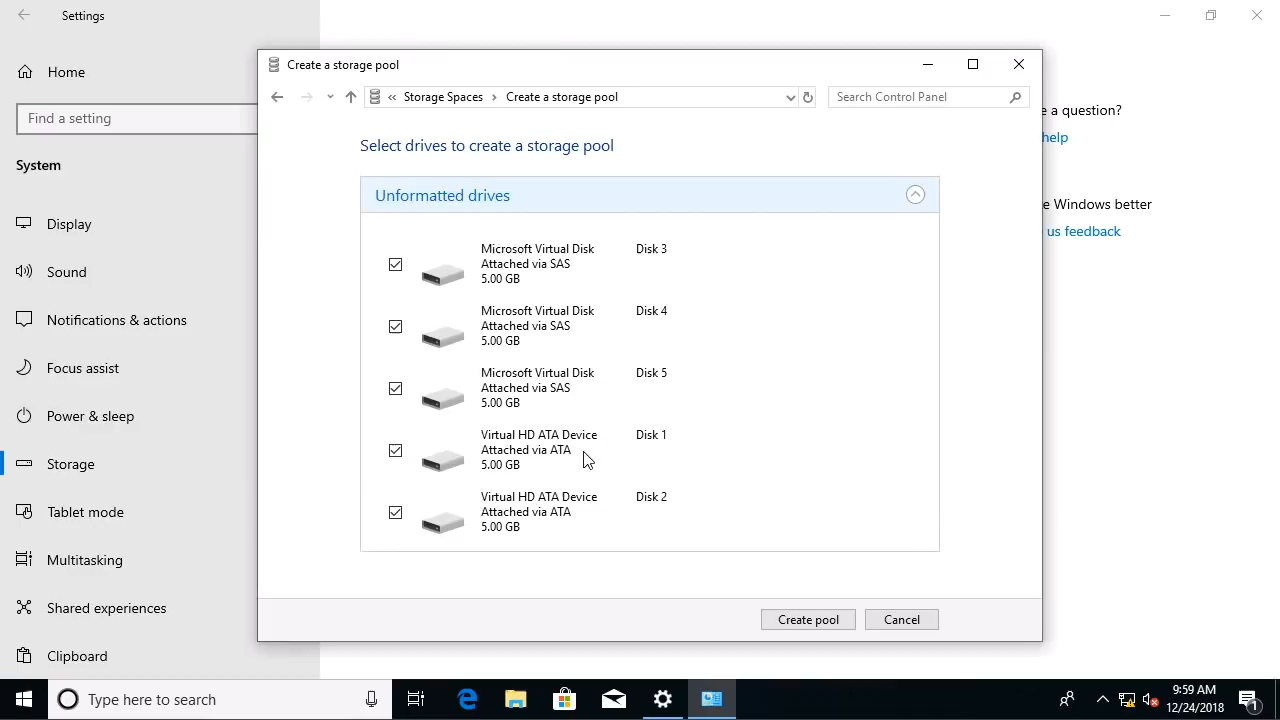 Settings
Home
Find a setting
System
Display
Sound
Notifications & actions
Focus assist
Power & sleep
Storage
Tablet mode
Multitasking
Shared experiences
Clipboard
Create a storage pool
« Storage Spaces › Create a storage pool
Search Control Panel
Select drives to create a storage pool
Unformatted drives
Microsoft Virtual Disk Disk 3
Attached via SAS
5.00 GB
Microsoft Virtual Disk Disk 4
Attached via SAS
5.00 GB
Microsoft Virtual Disk Disk 5
Attached via SAS
5.00 GB
Virtual HD ATA Device Disk 1
Attached via ATA
5.00 GB
Virtual HD ATA Device Disk 2
Attached via ATA
5.00 GB
Create pool Cancel
e a question?
help
e Windows better
us feedback
Type here to search
9:59 AM
12/24/2018
1